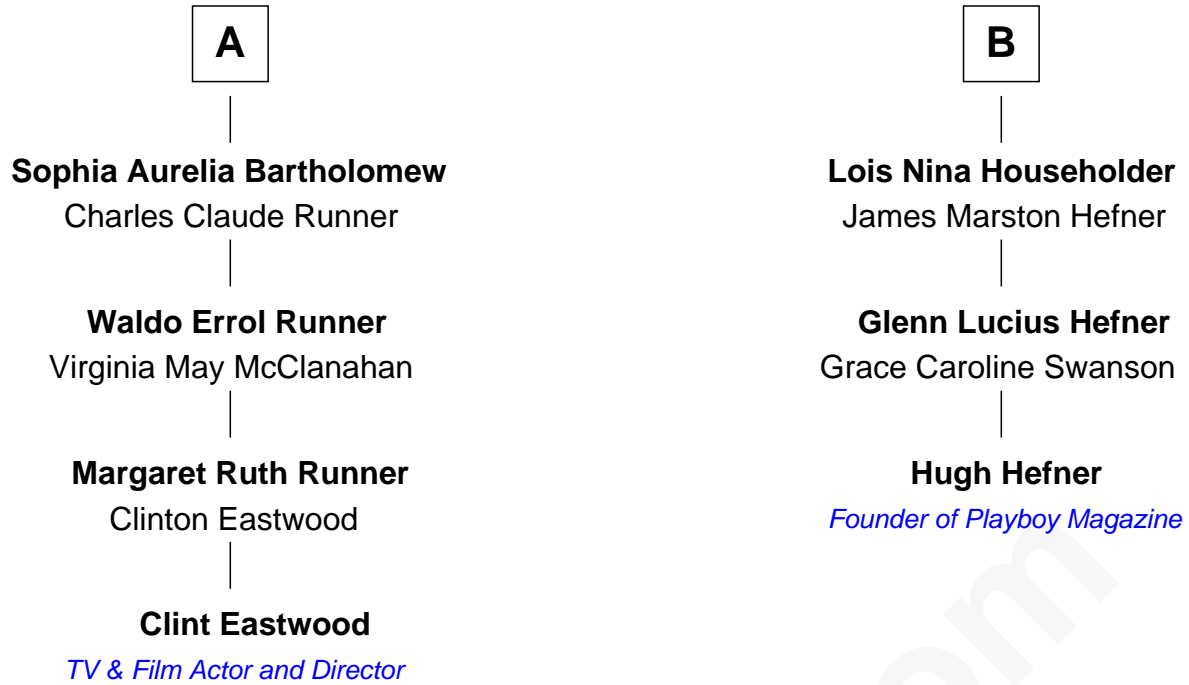 A
Sophia Aurelia Bartholomew
Charles Claude Runner
Waldo Errol Runner
Virginia May McClanahan
Margaret Ruth Runner
Clinton Eastwood
Clint Eastwood
TV & Film Actor and Director
B
Lois Nina Householder
James Marston Hefner
Glenn Lucius Hefner
Grace Caroline Swanson
Hugh Hefner
Founder of Playboy Magazine
om